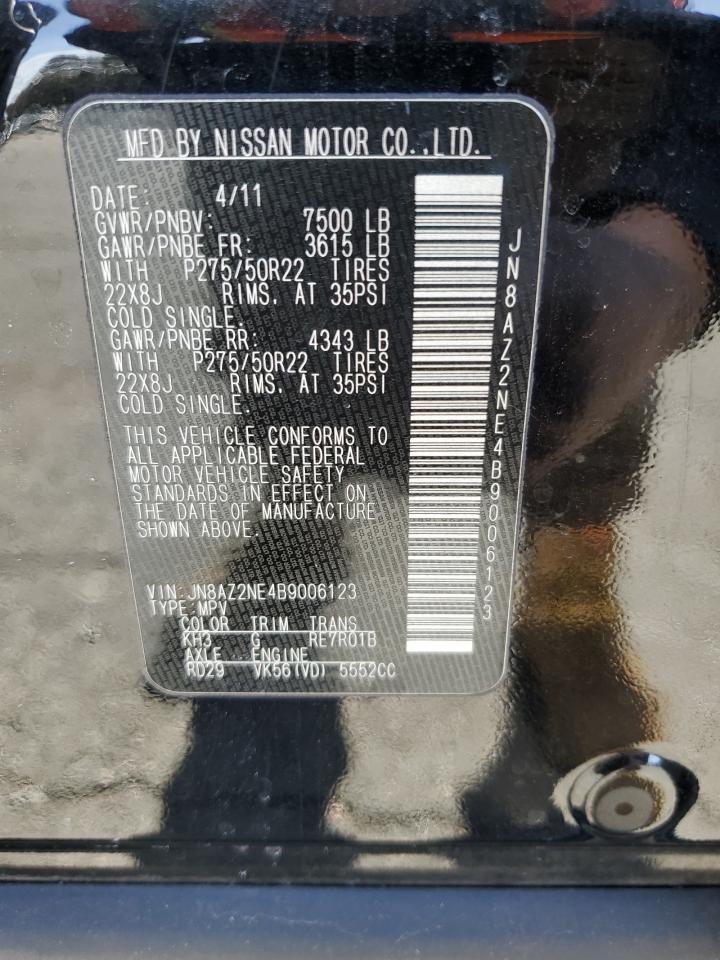 MFD BY NISSAN MOTOR CO.,LTD.
DATE: 4/11
GVWR/PNBV: 7500 LB
GAWR/PNBE FR: 3615 LB
WITH P275/50R22 TIRES
22X8J RIMS. AT 35PSI
COLD SINGLE.
GAWR/PNBE RR: 4343 LB
WITH P275/50R22 TIRES
22X8J RIMS. AT 35PSI
COLD SINGLE.
THIS VEHICLE CONFORMS TO
ALL APPLICABLE FEDERAL
MOTOR VEHICLE SAFETY
STANDARDS IN EFFECT ON
THE DATE OF MANUFACTURE
SHOWN ABOVE.
VIN:JN8AZ2NE4B9006123
TYPE:MPV
COLOR TRIM TRANS
KH3 G RE7R01B
AXLE ENGINE
RD29 VK56(VD) 5552CC
JN8AZ2NE4B9006123